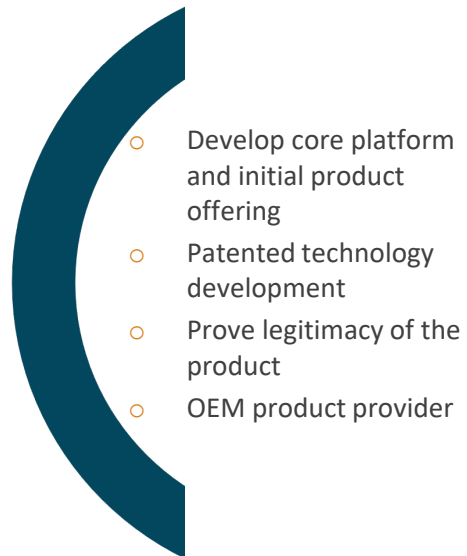 Develop core platform
and initial product
offering
Patented technology
development
Prove legitimacy of the
product
OEM product provider